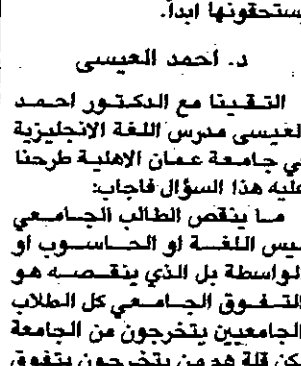 يستحقونها ابداً.
د. احمد العيسى
التقينا مع الدكتور احمد
العيسى مدرس اللغة الانجليزية
في جامعة عمان الاهلية طرحنا
عليه هذا السؤال فاجاب:
ما ينقص الطالب الجامعي
ليس اللغة او الحاسوب او
الواسطة بل الذي ينقصه هو
التفوق الجامعي كل الطلاب
الجامعيين يتخرجون من الجامعة
لكن قلة هم من يتخرجون بتفوق